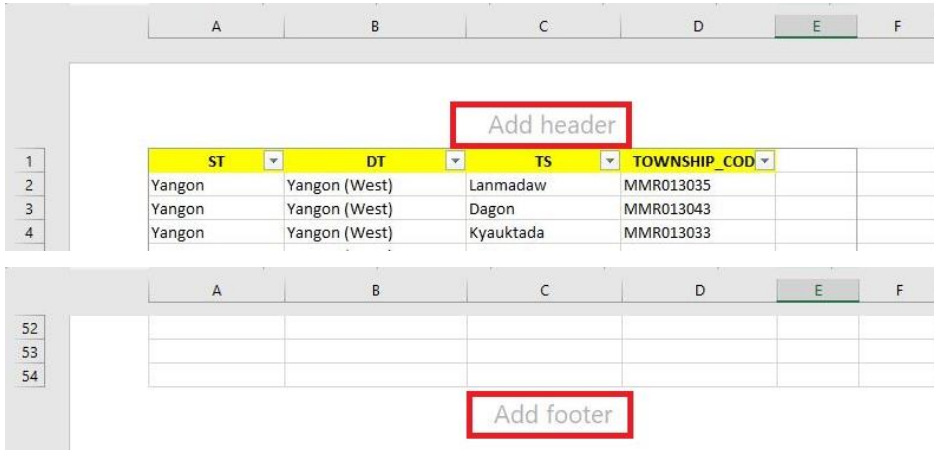 A B C D E F
Add header
1 ST DT TS TOWNSHIP_COD
2 Yangon Yangon (West) Lanmadaw MMR013035
3 Yangon Yangon (West) Dagon MMR013043
4 Yangon Yangon (West) Kyauktada MMR013033
A B C D E F
52
53
54
Add footer